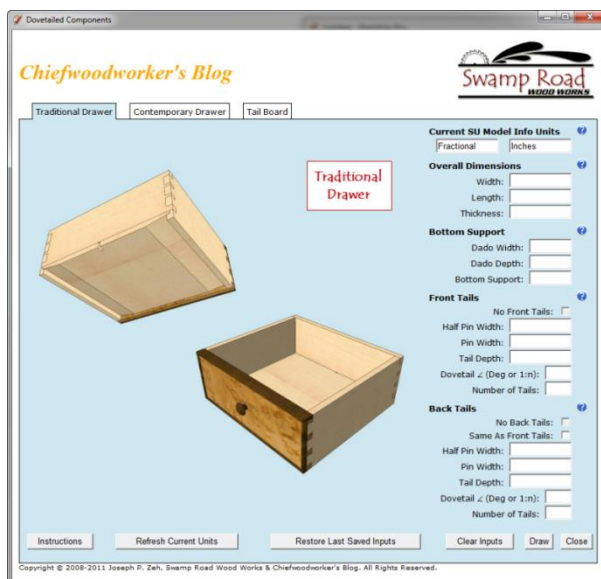 Dovetailed Components
Chiefwoodworker's Blog
Swamp Road
WOOD WORKS
Traditional Drawer
Contemporary Drawer
Tail Board
Traditional
Drawer
Current SU Model Info Units
Fractional Inches
Overall Dimensions
Width:
Length:
Thickness:
Bottom Support
Dado Width:
Dado Depth:
Bottom Support:
Front Tails
No Front Tails:
Half Pin Width:
Pin Width:
Tail Depth:
Dovetail ∠ (Deg or 1:n):
Number of Tails:
Back Tails
No Back Tails:
Same As Front Tails:
Half Pin Width:
Pin Width:
Tail Depth:
Dovetail ∠ (Deg or 1:n):
Number of Tails:
Instructions
Refresh Current Units
Restore Last Saved Inputs
Clear Inputs
Draw
Close
Copyright © 2008-2011 Joseph P. Zeh, Swamp Road Wood Works & Chiefwoodworker's Blog. All Rights Reserved.